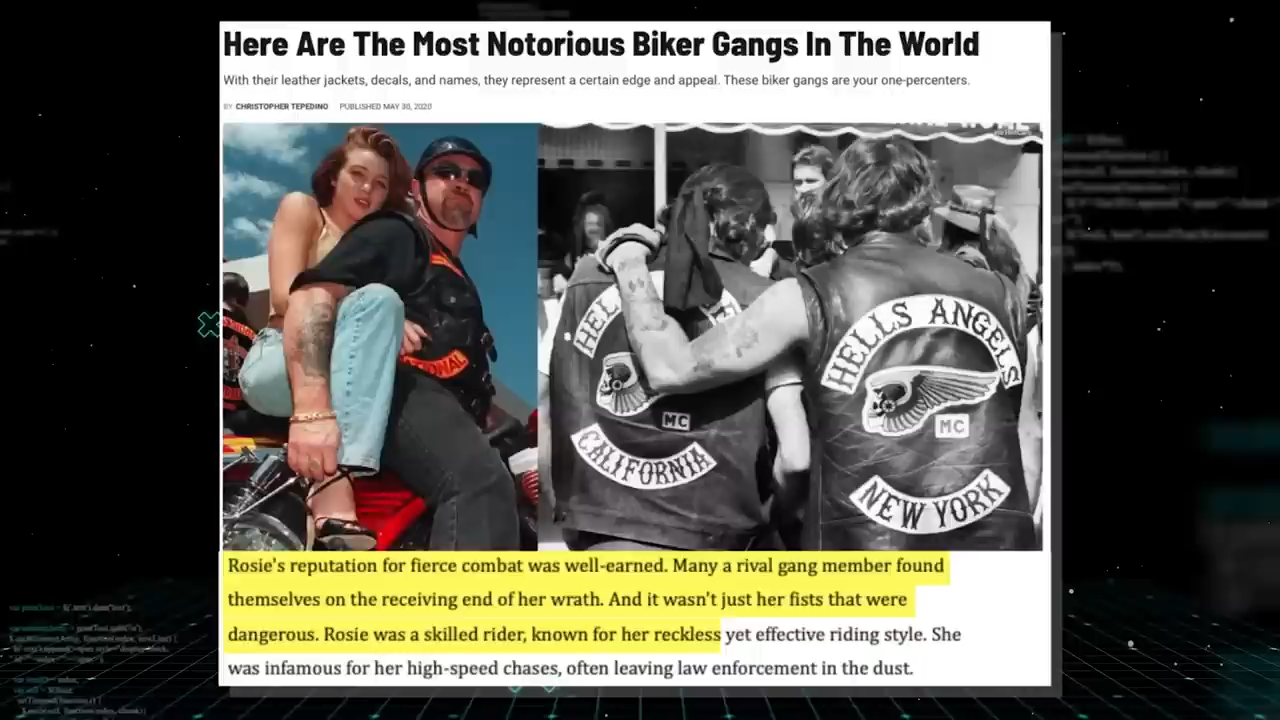 Here Are The Most Notorious Biker Gangs In The World
With their leather jackets, decals, and names, they represent a certain edge and appeal. These biker gangs are your one-percenters.
BY CHRISTOPHER TEPEDINO PUBLISHED MAY 30, 2020
HELLS ANGELS
MC
CALIFORNIA
MC
NEW YORK
Rosie's reputation for fierce combat was well-earned. Many a rival gang member found
themselves on the receiving end of her wrath. And it wasn't just her fists that were
dangerous. Rosie was a skilled rider, known for her reckless yet effective riding style. She
was infamous for her high-speed chases, often leaving law enforcement in the dust.